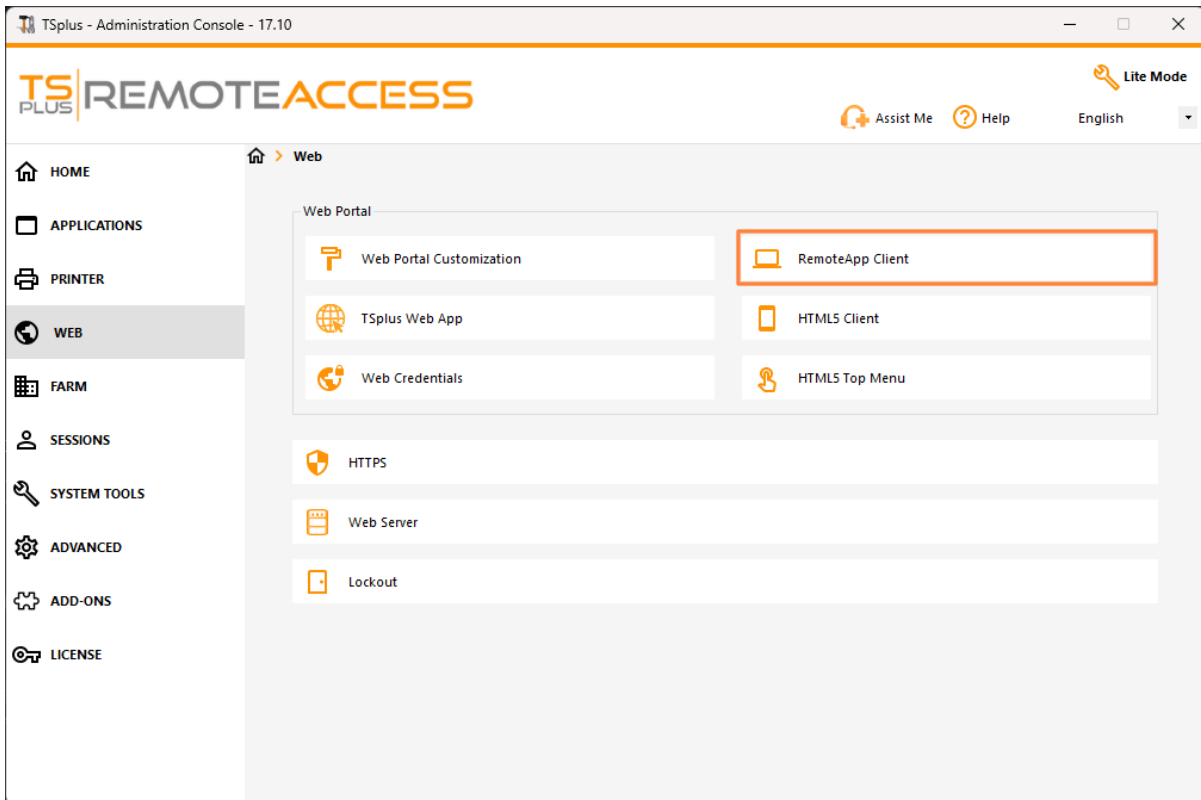 TSplus - Administration Console - 17.10
TS PLUS REMOTEACCESS
Lite Mode
Assist Me
? Help
English
HOME
APPLICATIONS
PRINTER
WEB
FARM
SESSIONS
SYSTEM TOOLS
ADVANCED
ADD-ONS
LICENSE
> Web
Web Portal
Web Portal Customization
RemoteApp Client
TSplus Web App
HTML5 Client
Web Credentials
HTML5 Top Menu
HTTPS
Web Server
Lockout